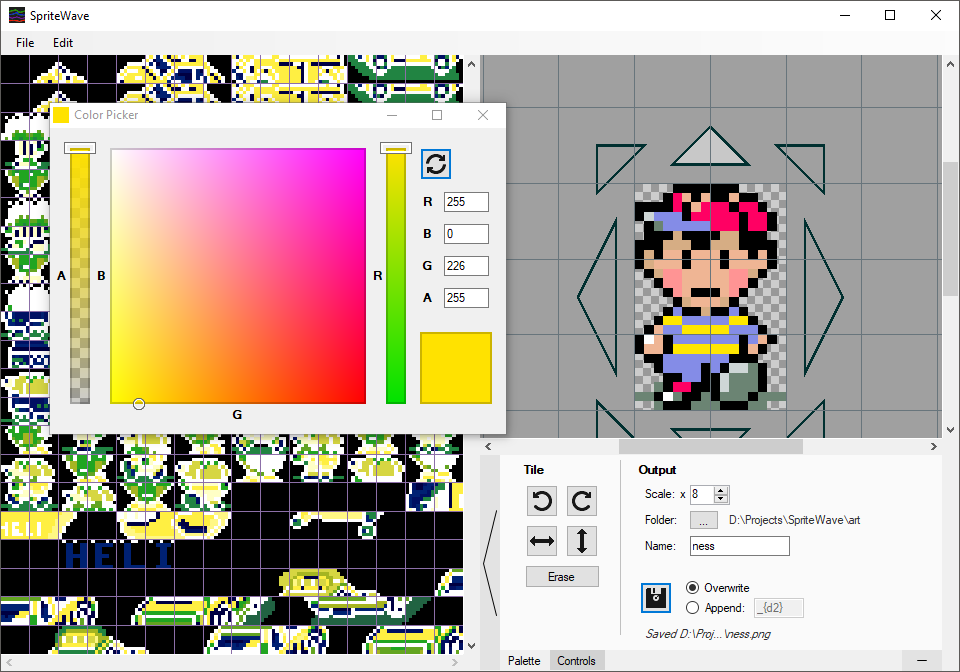 SpriteWave
File Edit
Color Picker
R 255
B 0
G 226
A 255
A
B
R
G
HELI
HELI
Tile
Erase
Output
Scale: x 8
Folder: ... D:\Projects\SpriteWave\art
Name: ness
Overwrite
Append: _{d2}
Saved D:\Proj...\ness.png
Palette Controls